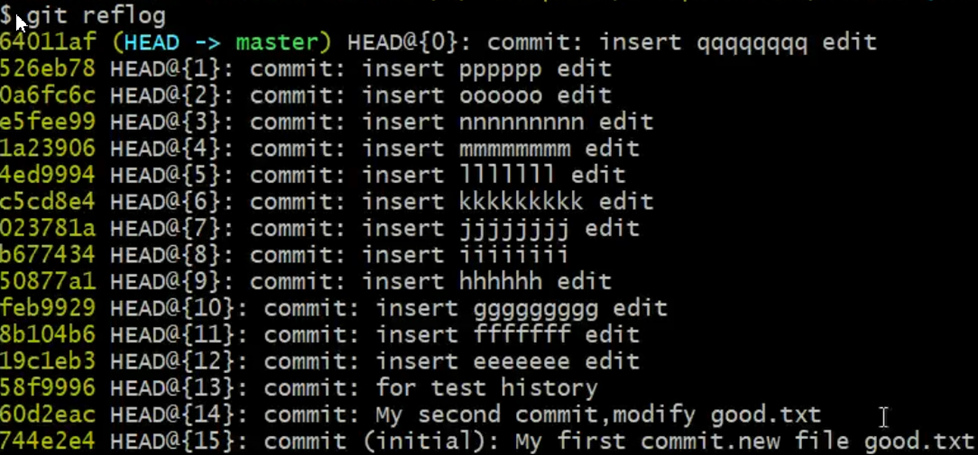 $ git reflog
64011af (HEAD -> master) HEAD@{0}: commit: insert qqqqqqqq edit
526eb78 HEAD@{1}: commit: insert pppppp edit
0a6fc6c HEAD@{2}: commit: insert oooooo edit
e5fee99 HEAD@{3}: commit: insert nnnnnnnnn edit
1a23906 HEAD@{4}: commit: insert mmmmmmmm edit
4ed9994 HEAD@{5}: commit: insert lllllll edit
c5cd8e4 HEAD@{6}: commit: insert kkkkkkkkk edit
023781a HEAD@{7}: commit: insert jjjjjjjj edit
b677434 HEAD@{8}: commit: insert iiiiiiii
50877a1 HEAD@{9}: commit: insert hhhhhh edit
feb9929 HEAD@{10}: commit: insert ggggggggg edit
8b104b6 HEAD@{11}: commit: insert fffffff edit
19c1eb3 HEAD@{12}: commit: insert eeeeeee edit
58f9996 HEAD@{13}: commit: for test history
60d2eac HEAD@{14}: commit: My second commit,modify good.txt
744e2e4 HEAD@{15}: commit (initial): My first commit.new file good.txt